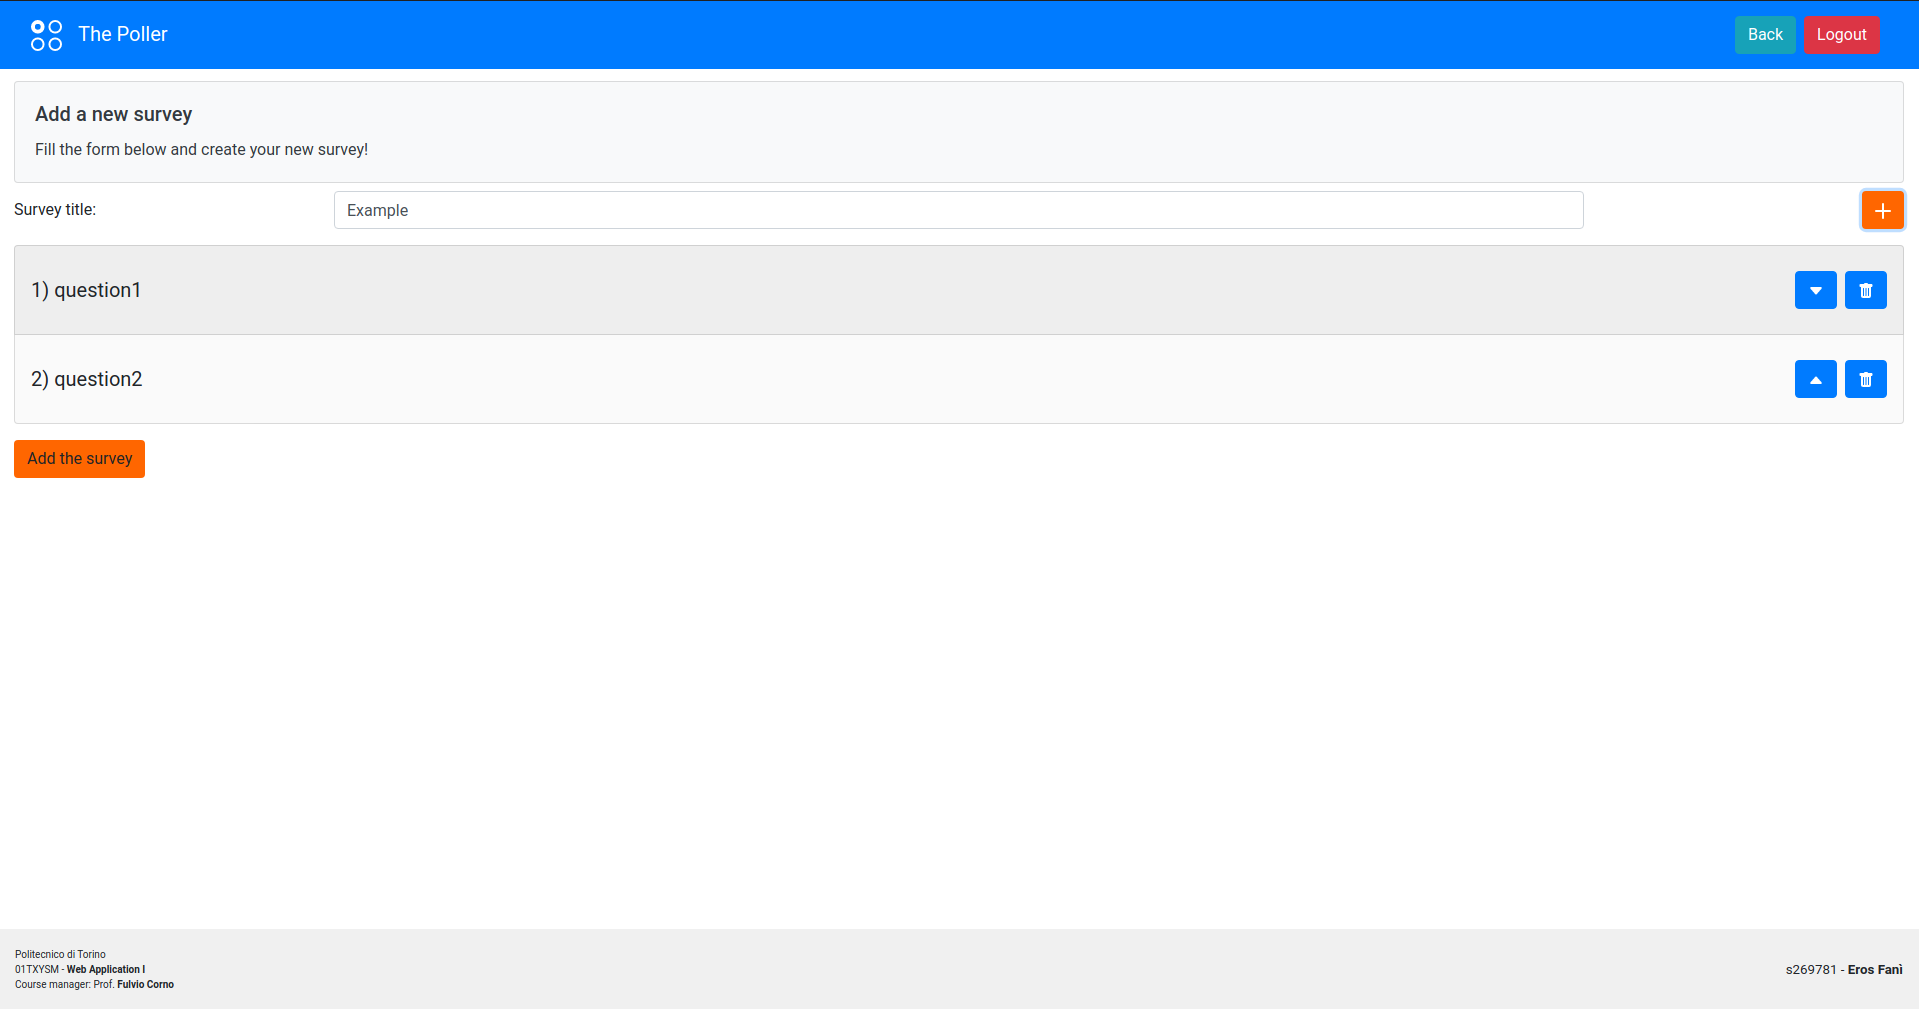 The Poller
Back
Logout
Add a new survey
Fill the form below and create your new survey!
Survey title:
Example
1) question1
2) question2
Add the survey
Politecnico di Torino
01TXYSM - Web Application I
Course manager: Prof. Fulvio Corno
s269781 - Eros Fanì